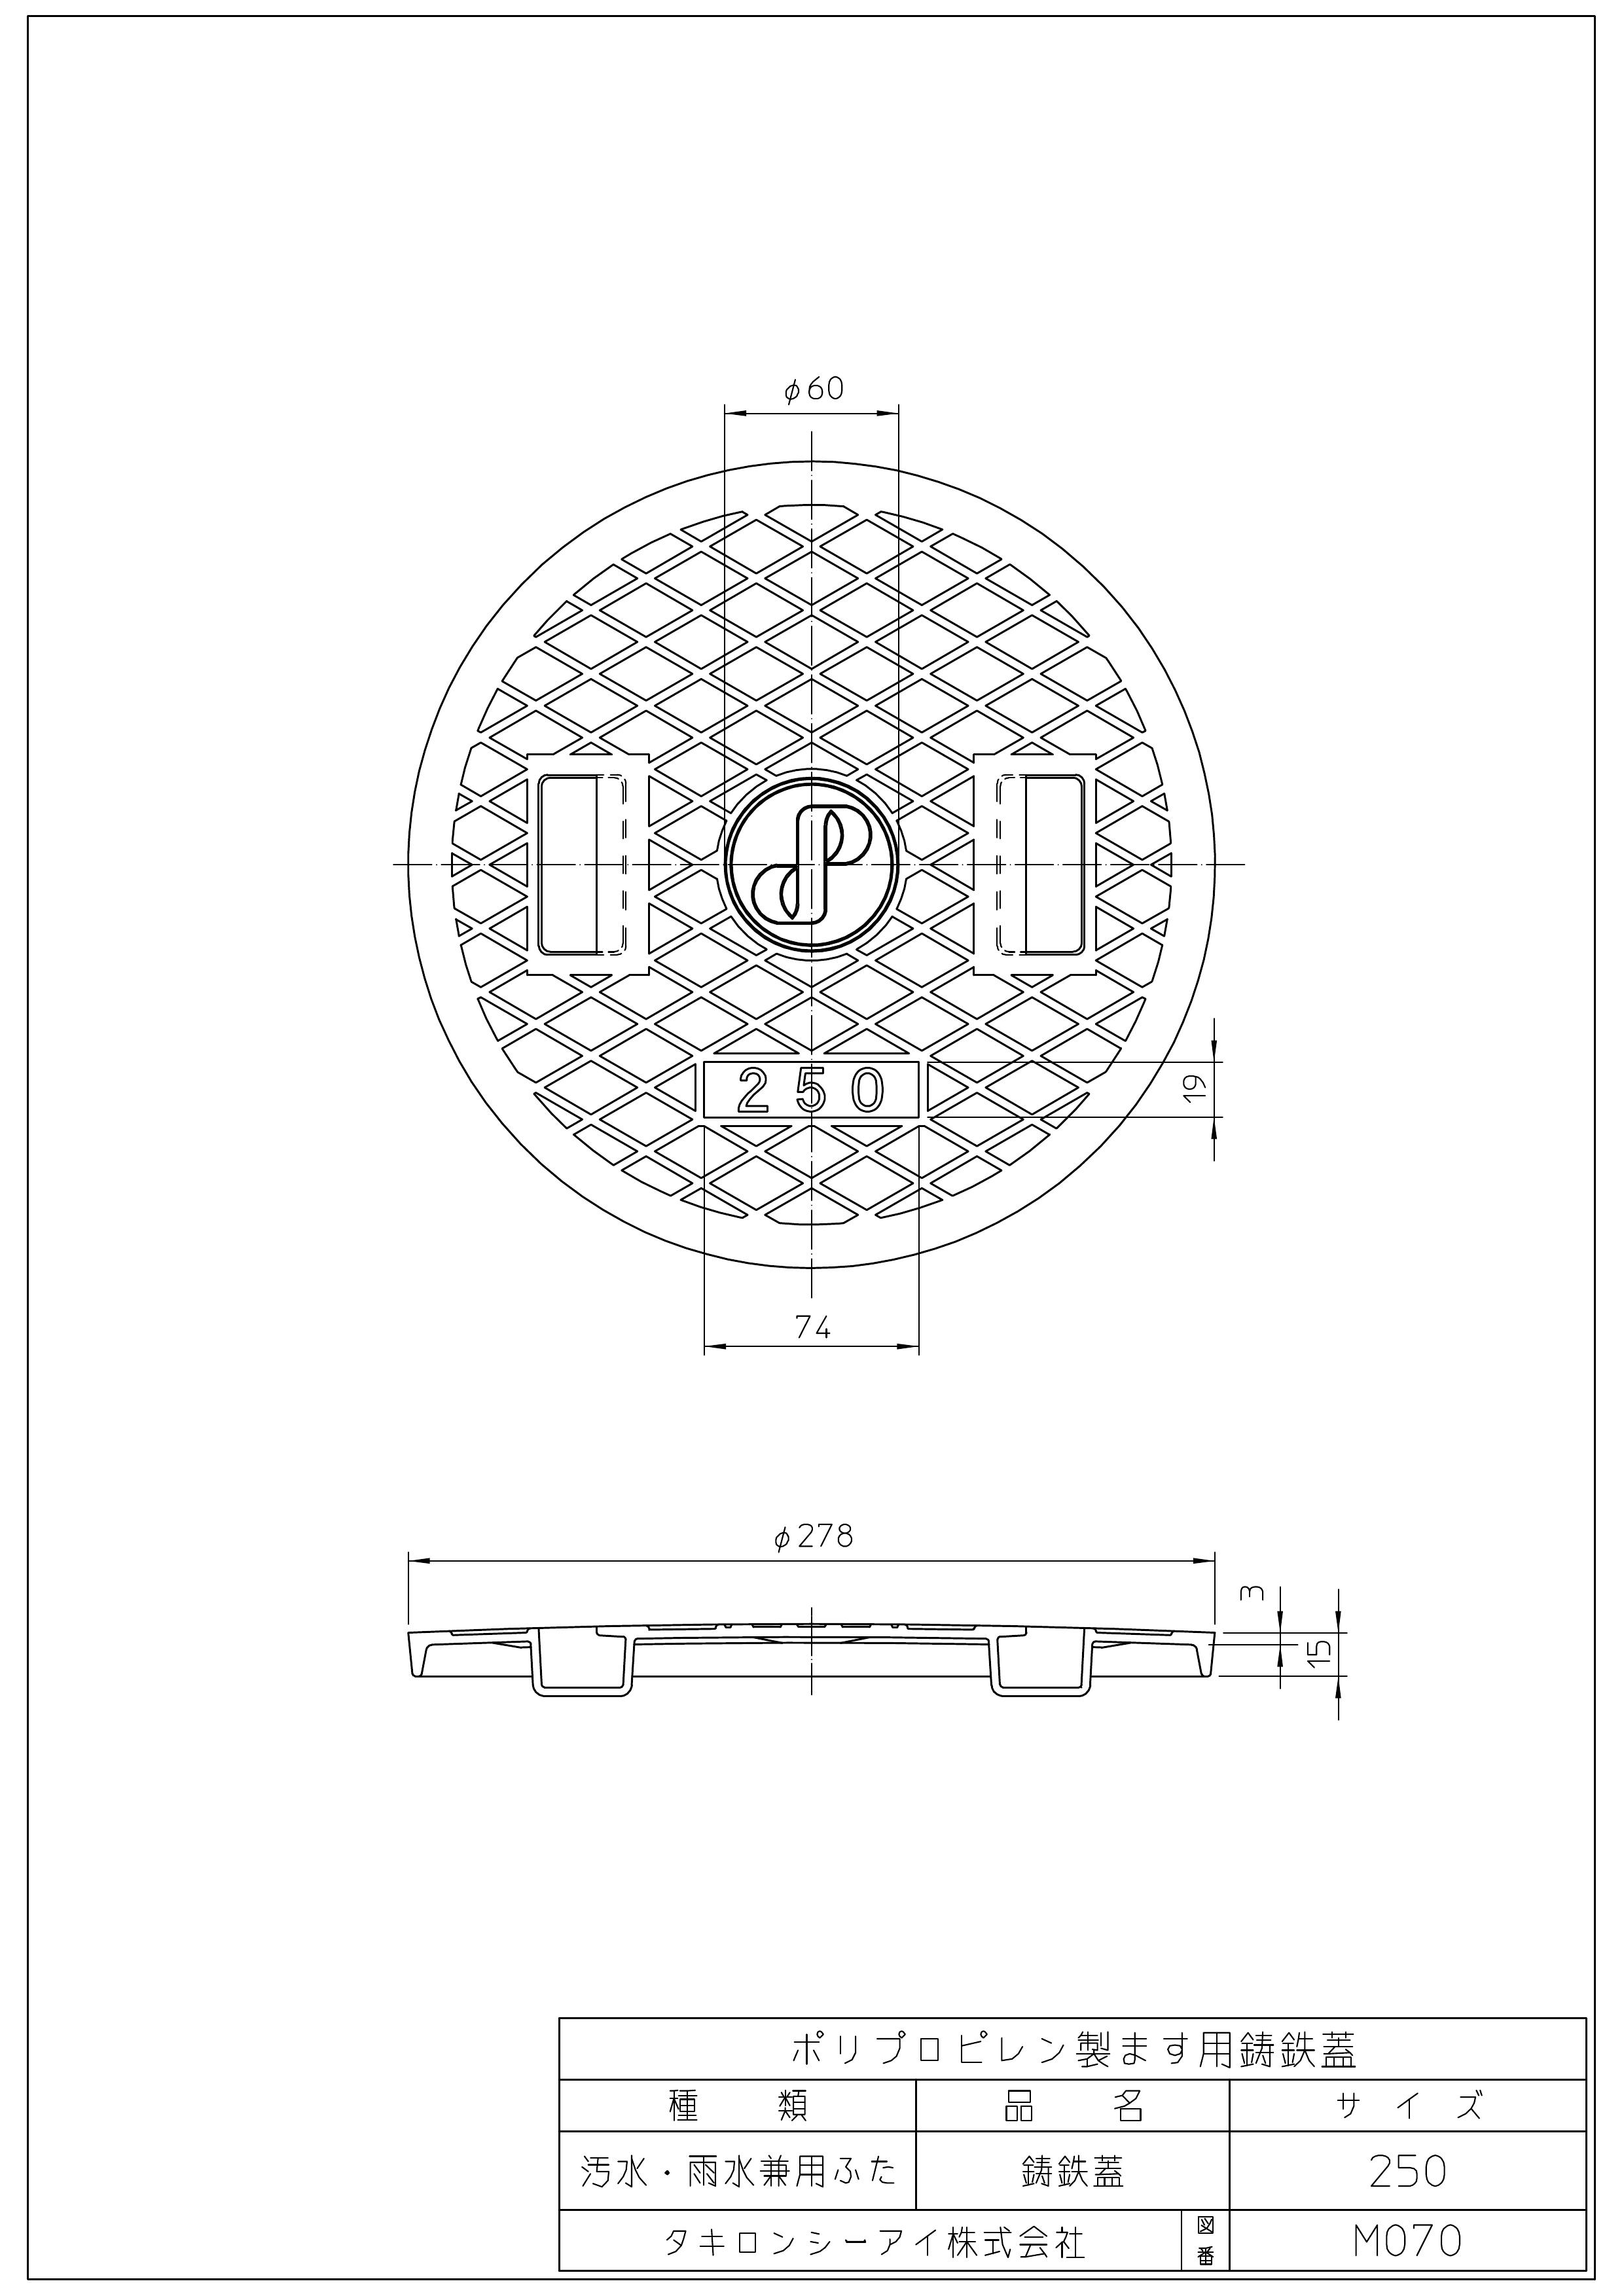 φ60
250
19
74
φ278
3
15
ポリプロピレン製ます用鋳鉄蓋
種 類 品 名 サ イ ズ
汚水・雨水兼用ふた 鋳鉄蓋 250
タキロンシーアイ株式会社 図番 M070